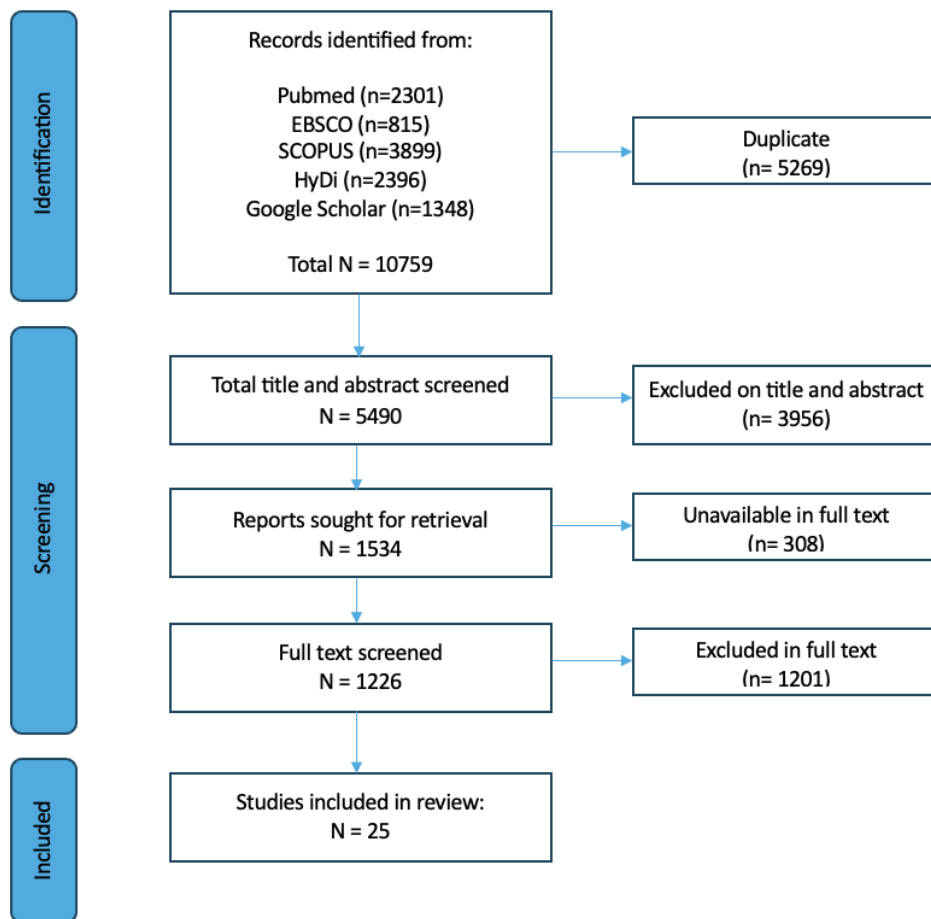 Identification
Records identified from:
Pubmed (n=2301)
EBSCO (n=815)
SCOPUS (n=3899)
HyDi (n=2396)
Google Scholar (n=1348)
Total N = 10759
Duplicate
(n= 5269)
Screening
Total title and abstract screened
N = 5490
Excluded on title and abstract
(n= 3956)
Reports sought for retrieval
N = 1534
Unavailable in full text
(n= 308)
Full text screened
N = 1226
Excluded in full text
(n= 1201)
Included
Studies included in review:
N = 25